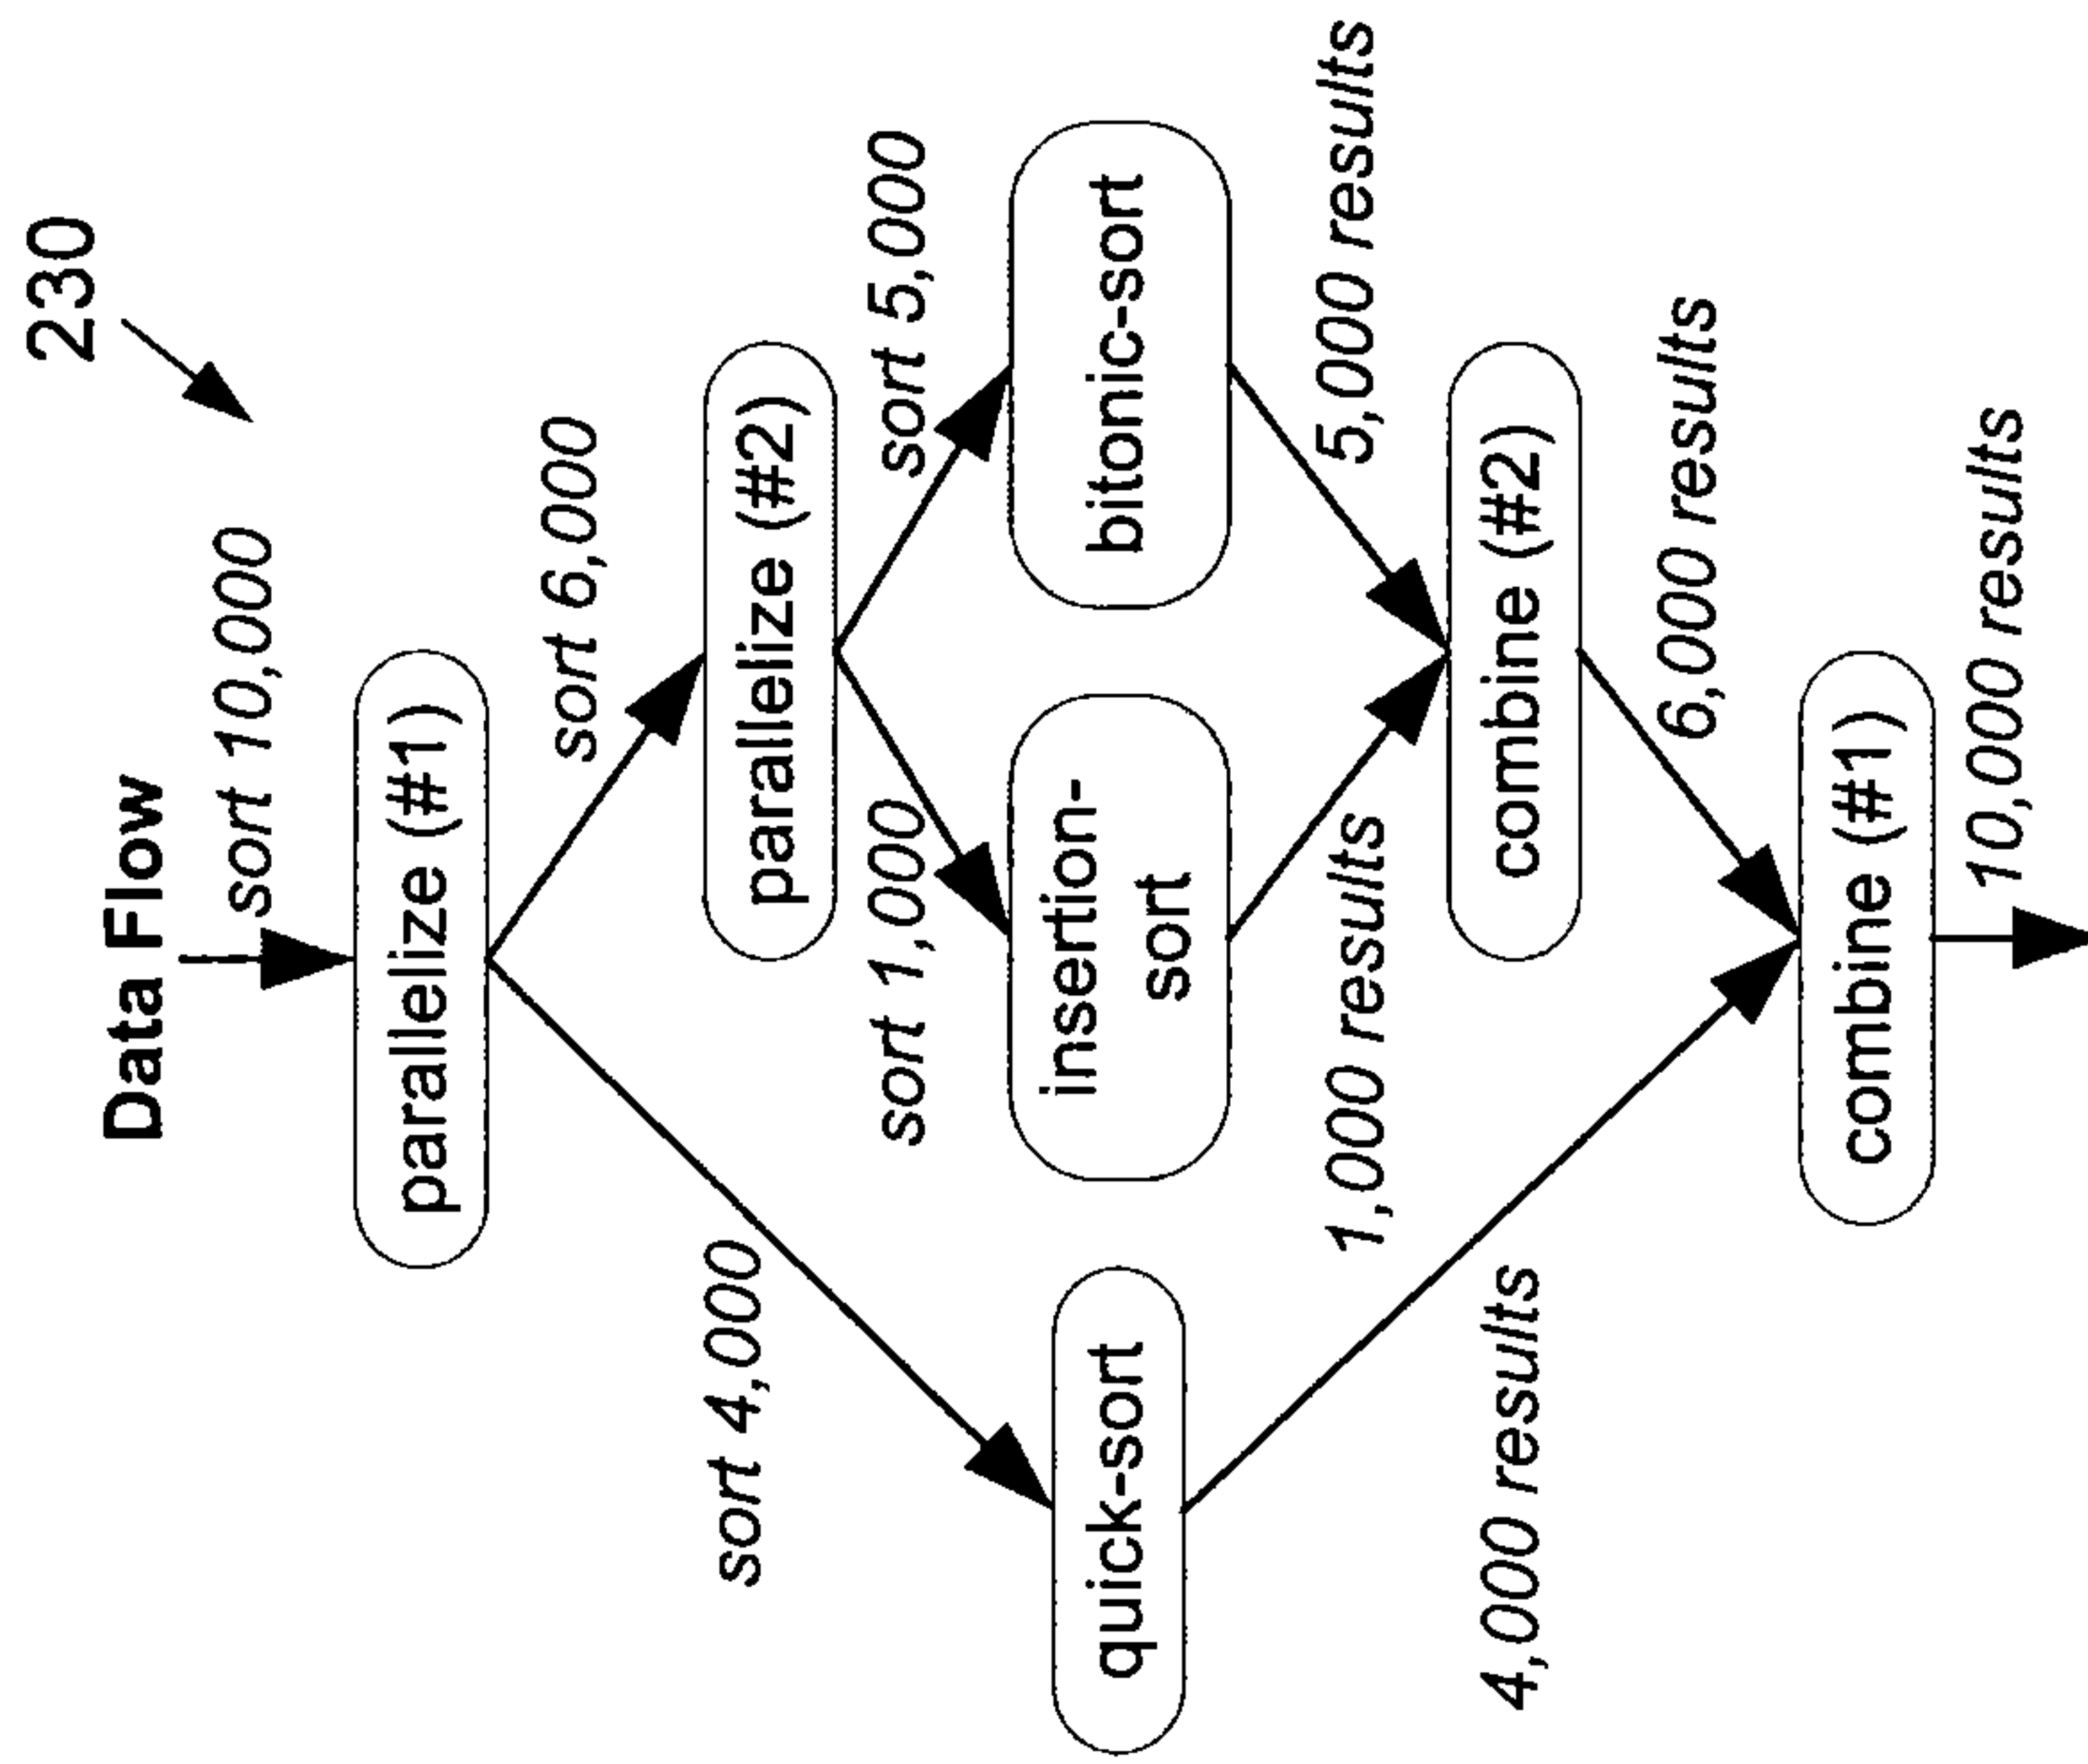 230
Data Flow
sort 10,000
parallelize (#1)
sort 6,000
sort 4,000
parallelize (#2)
sort 1,000
sort 5,000
quick-sort
insertion-
sort
bitonic-sort
1,000 results
5,000 results
4,000 results
combine (#2)
6,000 results
combine (#1)
10,000 results